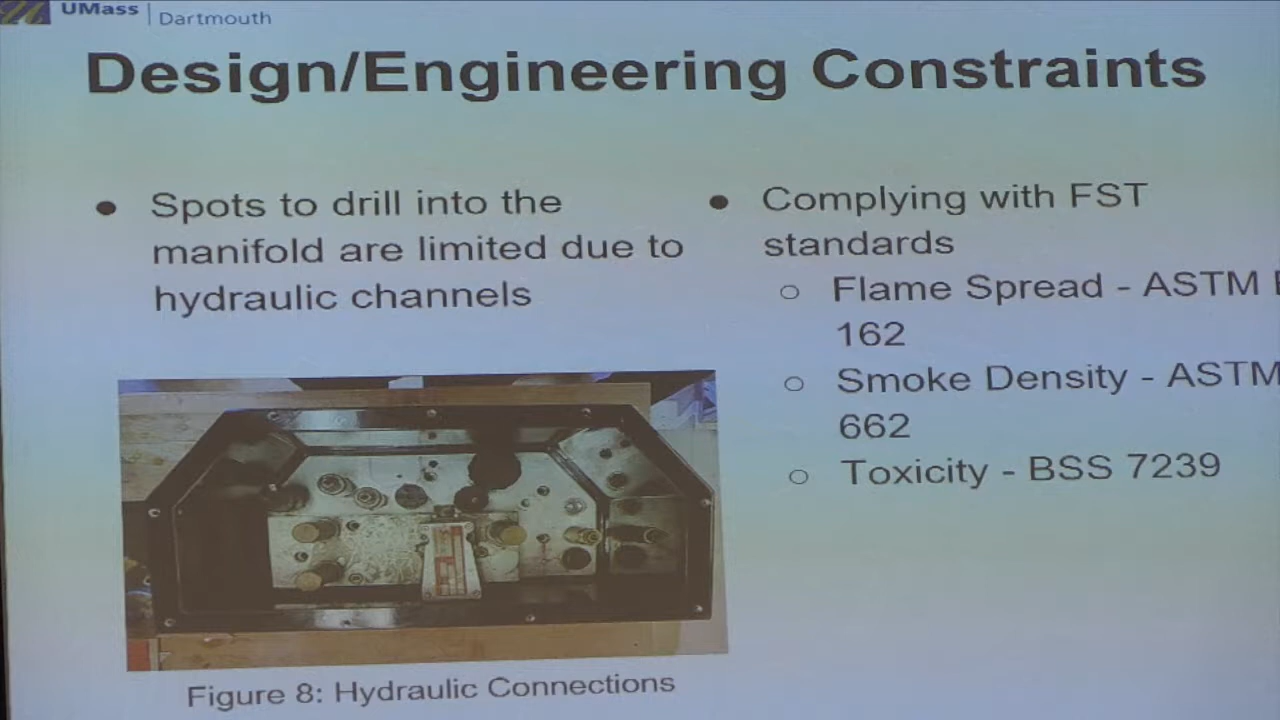 UMass | Dartmouth
Design/Engineering Constraints
● Spots to drill into the
manifold are limited due to
hydraulic channels
● Complying with FST
standards
○ Flame Spread - ASTM
162
○ Smoke Density - ASTM
662
○ Toxicity - BSS 7239
Figure 8: Hydraulic Connections